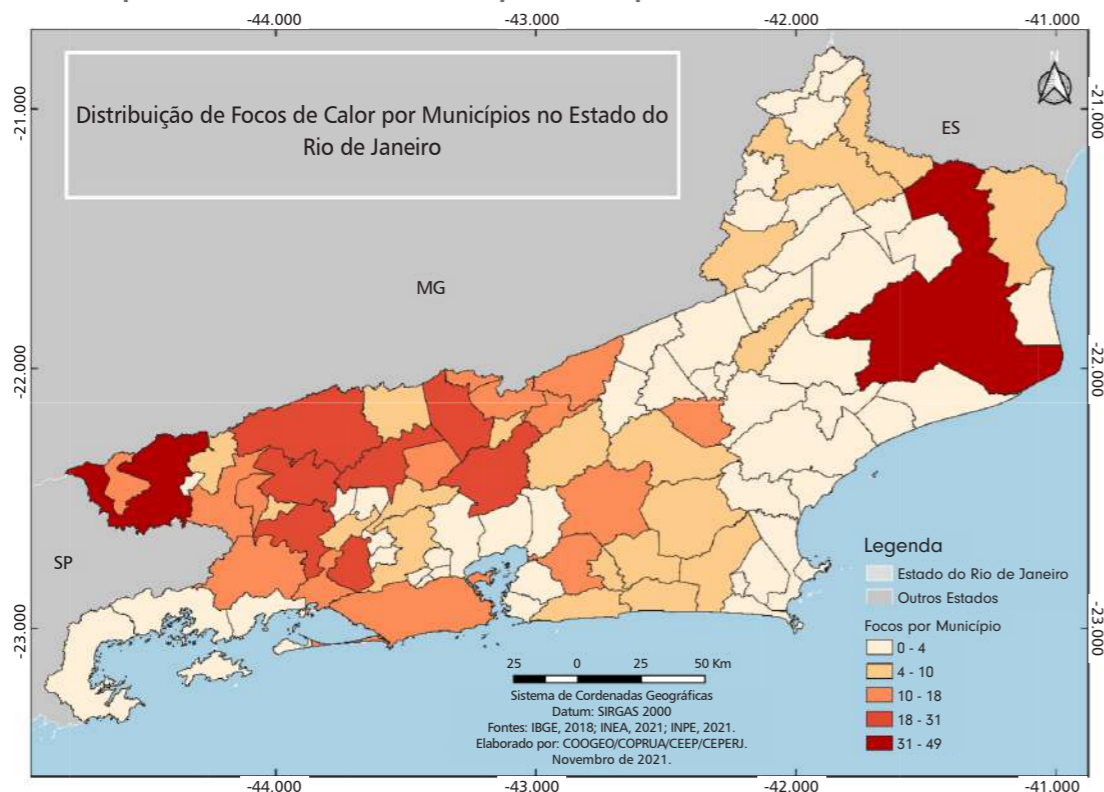 -44.000
-43.000
-42.000
-41.000
Distribuição de Focos de Calor por Municípios no Estado do
Rio de Janeiro
N
-21.000
-21.000
ES
MG
-22.000
-22.000
SP
-23.000
-23.000
Legenda
Estado do Rio de Janeiro
Outros Estados
Focos por Município
0 - 4
4 - 10
10 - 18
18 - 31
31 - 49
25 0 25 50 Km
Sistema de Cordenadas Geográficas
Datum: SIRGAS 2000
Fontes: IBGE, 2018; INEA, 2021; INPE, 2021.
Elaborado por: COOGEO/COPRUA/CEEP/CEPERJ.
Novembro de 2021.
-44.000
-43.000
-42.000
-41.000